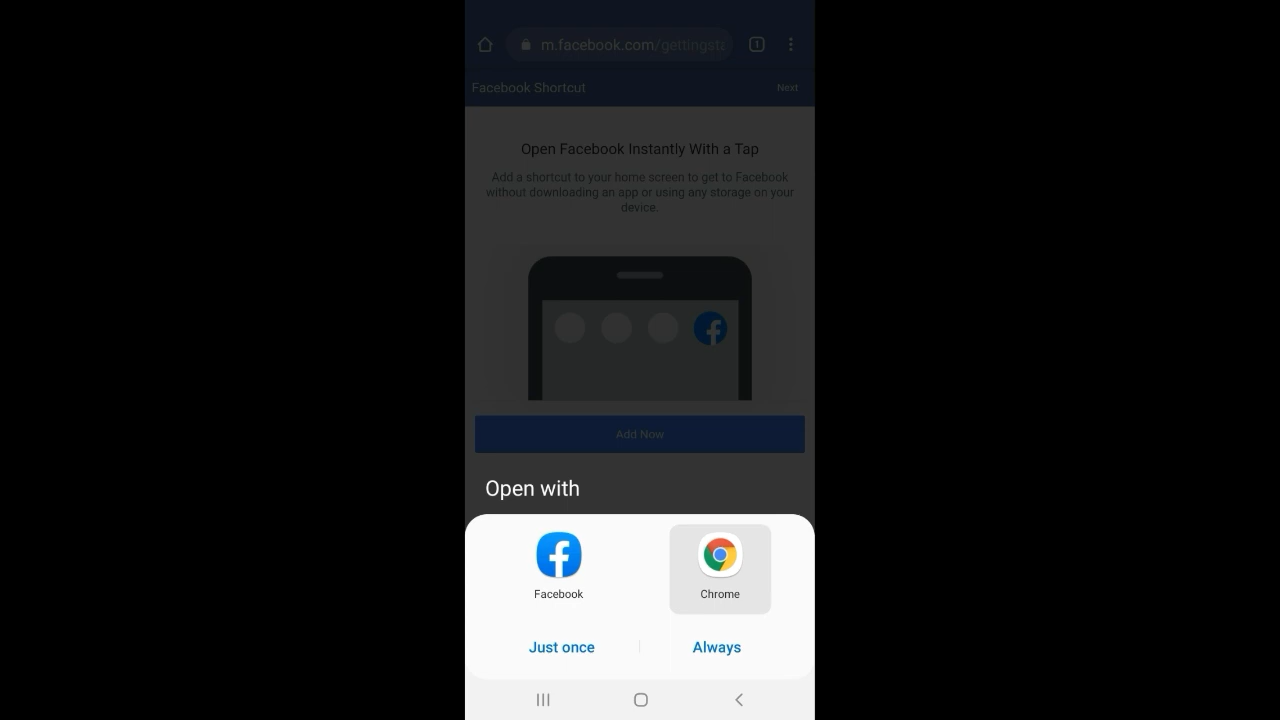 m.facebook.com/gettingsta
1
Facebook Shortcut
Next
Open Facebook Instantly With a Tap
Add a shortcut to your home screen to get to Facebook
without downloading an app or using any storage on your
device.
Add Now
Open with
Facebook
Chrome
Just once
Always